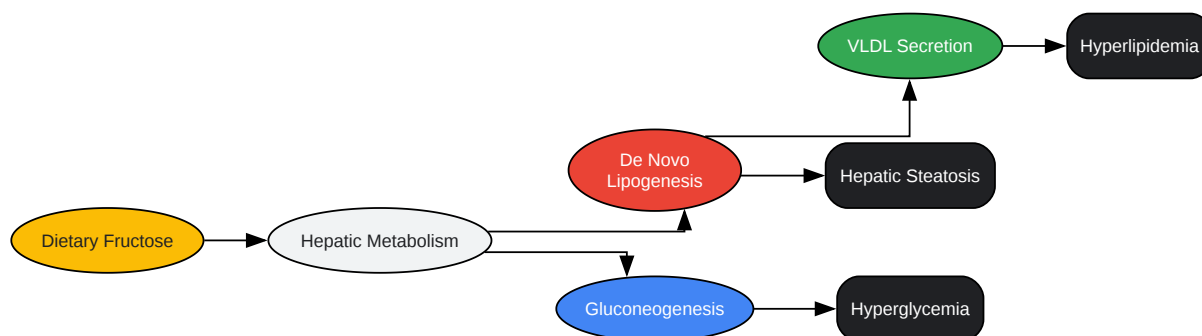 VLDL Secretion
Hyperlipidemia
De Novo
Lipogenesis
Hepatic Steatosis
Dietary Fructose
Hepatic Metabolism
Gluconeogenesis
Hyperglycemia